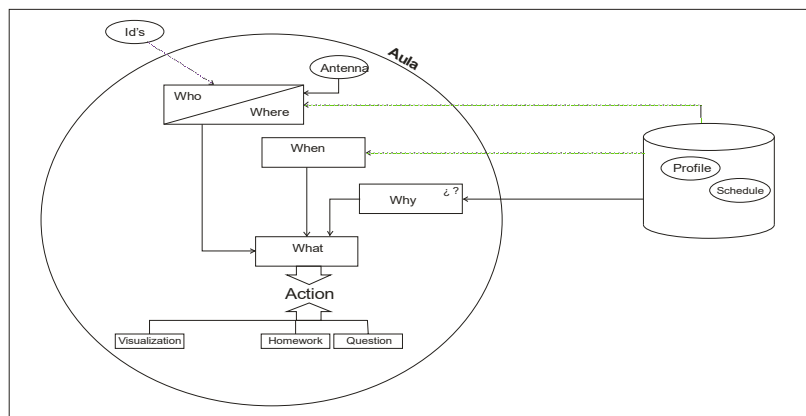 Id's
Aula
Antenna
Who
Where
When
Profile
Schedule
¿ ?
Why
What
Action
Visualization
Homework
Question